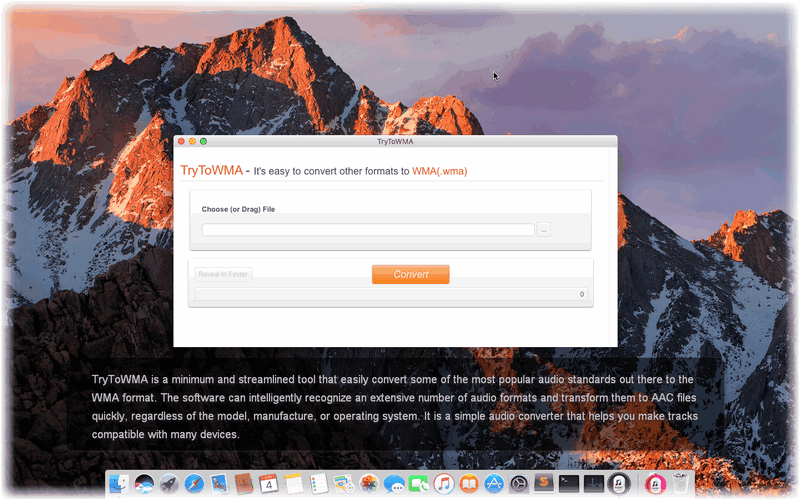 TryToWMA
TryToWMA - It's easy to convert other formats to WMA(.wma)
Choose (or Drag) File
...
Reveal in Finder
Convert
0
TryToWMA is a minimum and streamlined tool that easily convert some of the most popular audio standards out there to the
WMA format. The software can intelligently recognize an extensive number of audio formats and transform them to AAC files
quickly, regardless of the model, manufacture, or operating system. It is a simple audio converter that helps you make tracks
compatible with many devices.
4